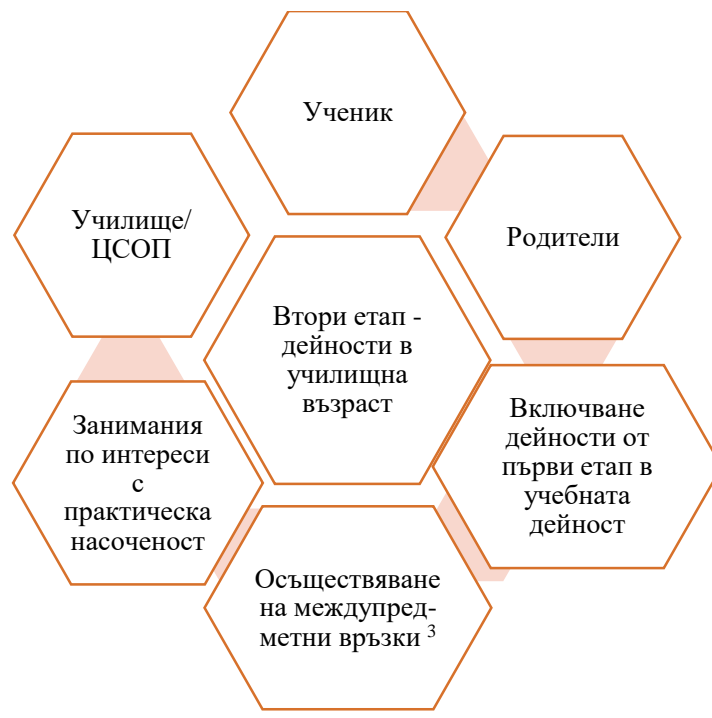 Ученик
Родители
Включване
дейности от
първи етап в
учебната
дейност
Осъществяване
на междупред-
метни връзки ³
Занимания
по интереси
с
практическа
насоченост
Училище/
ЦСОП
Втори етап -
дейности в
училищна
възраст